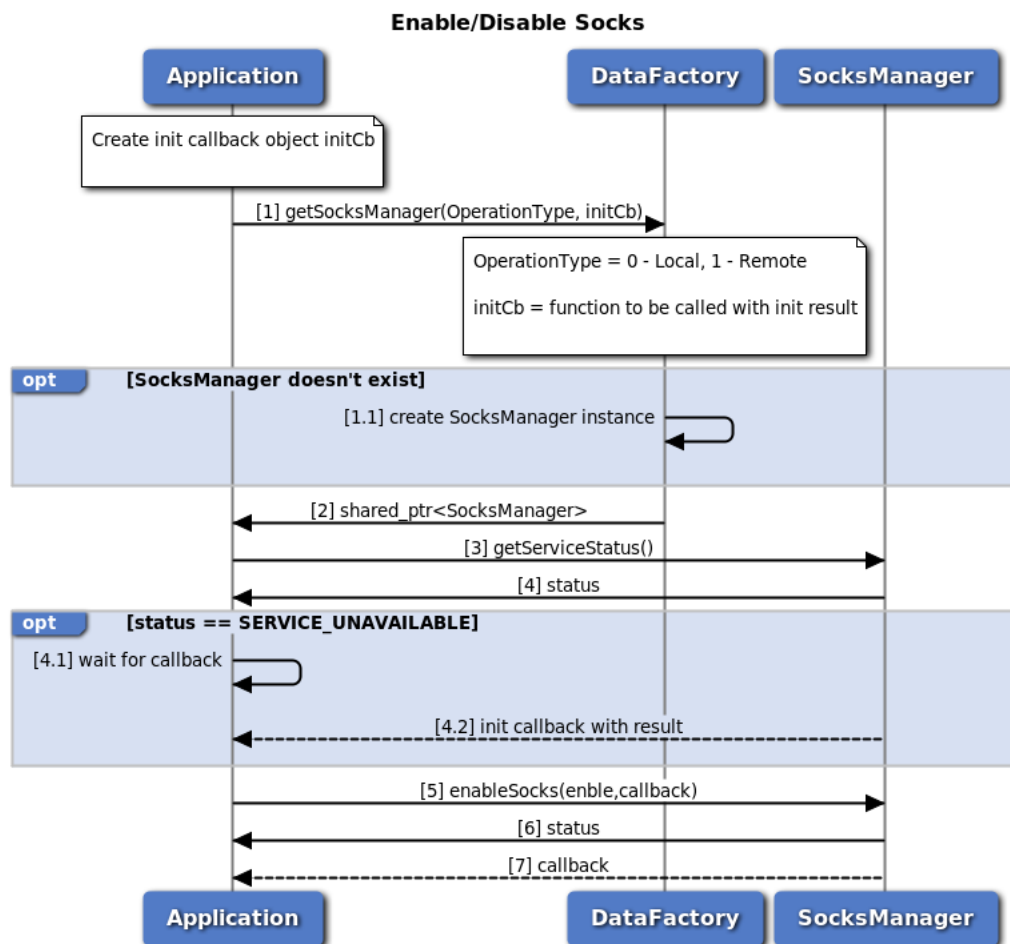 Enable/Disable Socks
Application
DataFactory
SocksManager
Create init callback object initCb
[1] getSocksManager(OperationType, initCb)
OperationType = 0 - Local, 1 - Remote
initCb = function to be called with init result
opt
[SocksManager doesn't exist]
[1.1] create SocksManager instance
[2] shared_ptr<SocksManager>
[3] getServiceStatus()
[4] status
opt
[status == SERVICE_UNAVAILABLE]
[4.1] wait for callback
[4.2] init callback with result
[5] enableSocks(enble,callback)
[6] status
[7] callback
Application
DataFactory
SocksManager